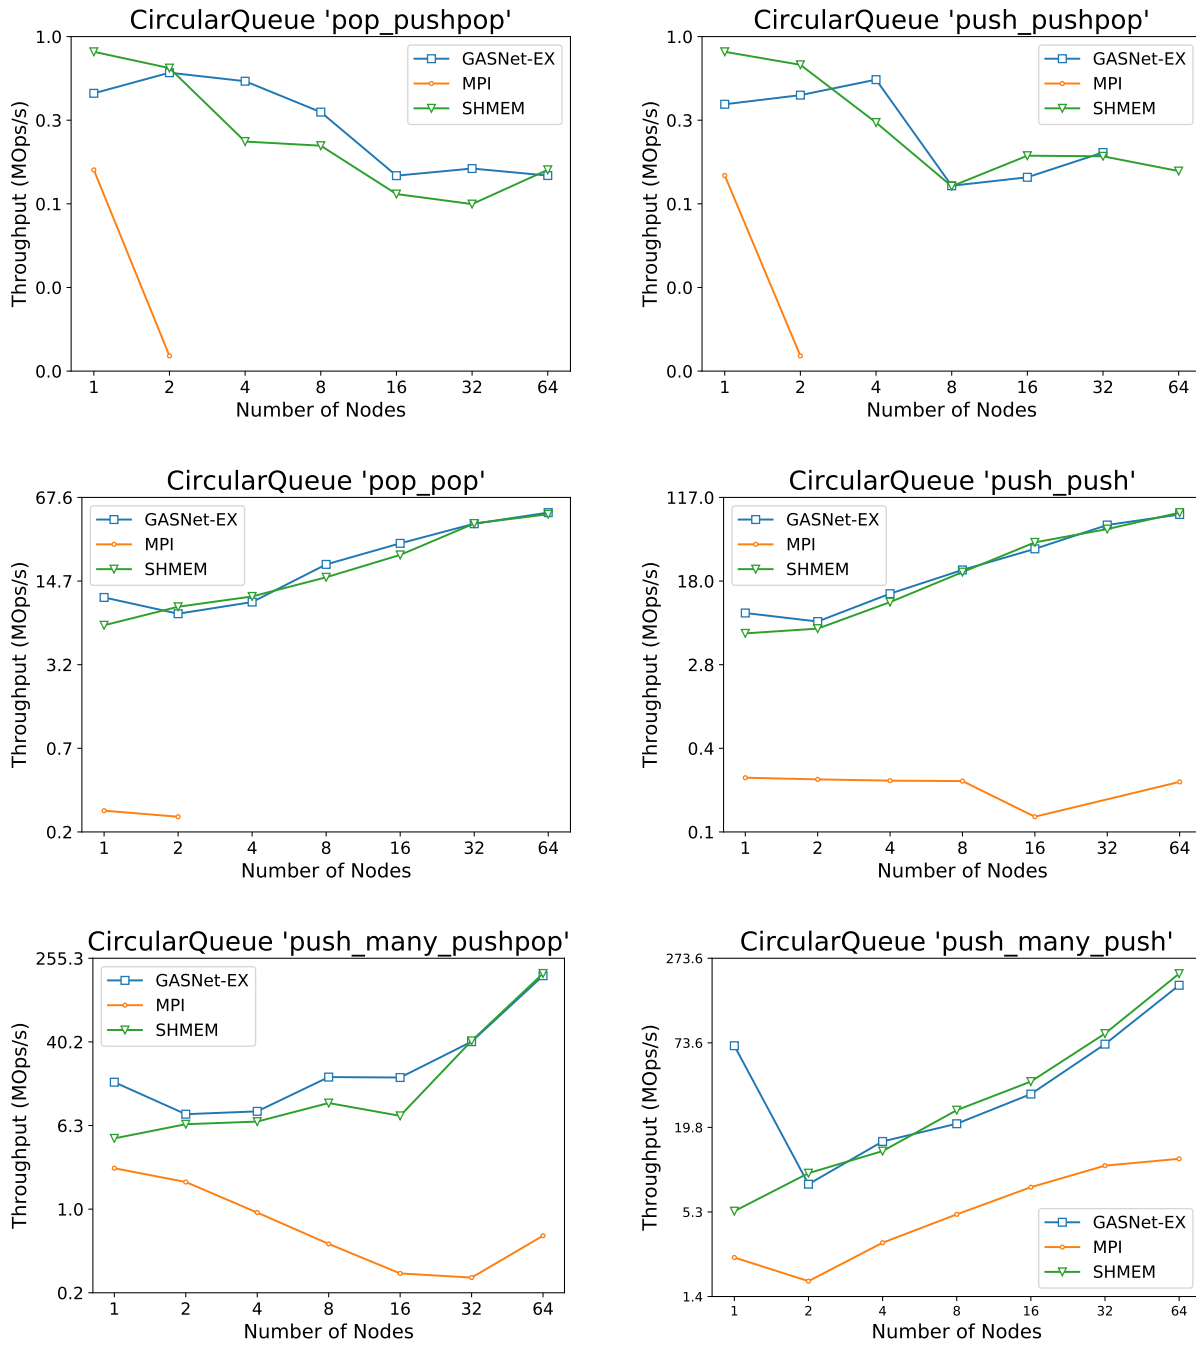 CircularQueue 'pop_pushpop'
1.0
0.3
0.1
0.0
0.0
Throughput (MOps/s)
GASNet-EX
MPI
SHMEM
1 2 4 8 16 32 64
Number of Nodes
CircularQueue 'push_pushpop'
1.0
0.3
0.1
0.0
0.0
Throughput (MOps/s)
GASNet-EX
MPI
SHMEM
1 2 4 8 16 32 64
Number of Nodes
CircularQueue 'pop_pop'
67.6
14.7
3.2
0.7
0.2
Throughput (MOps/s)
GASNet-EX
MPI
SHMEM
1 2 4 8 16 32 64
Number of Nodes
CircularQueue 'push_push'
117.0
18.0
2.8
0.4
0.1
Throughput (MOps/s)
GASNet-EX
MPI
SHMEM
1 2 4 8 16 32 64
Number of Nodes
CircularQueue 'push_many_pushpop'
255.3
40.2
6.3
1.0
0.2
Throughput (MOps/s)
GASNet-EX
MPI
SHMEM
1 2 4 8 16 32 64
Number of Nodes
CircularQueue 'push_many_push'
273.6
73.6
19.8
5.3
1.4
Throughput (MOps/s)
GASNet-EX
MPI
SHMEM
1 2 4 8 16 32 64
Number of Nodes